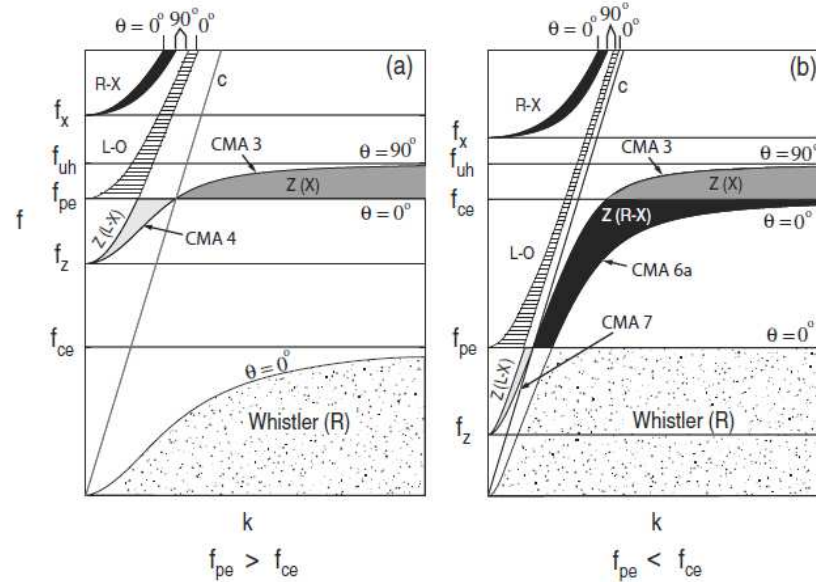 θ = 0° 90° 0°
(a)
R-X
c
f_x
L-O
CMA 3
θ = 90°
f_uh
Z (X)
f_pe
f
θ = 0°
Z (L-X)
CMA 4
f_z
f_ce
θ = 0°
Whistler (R)
k
f_pe > f_ce
θ = 0° 90° 0°
(b)
c
R-X
f_x
CMA 3
θ = 90°
f_uh
Z (X)
f_ce
Z (R-X)
θ = 0°
L-O
CMA 6a
f_pe
θ = 0°
CMA 7
Z (L-X)
Whistler (R)
f_z
k
f_pe < f_ce